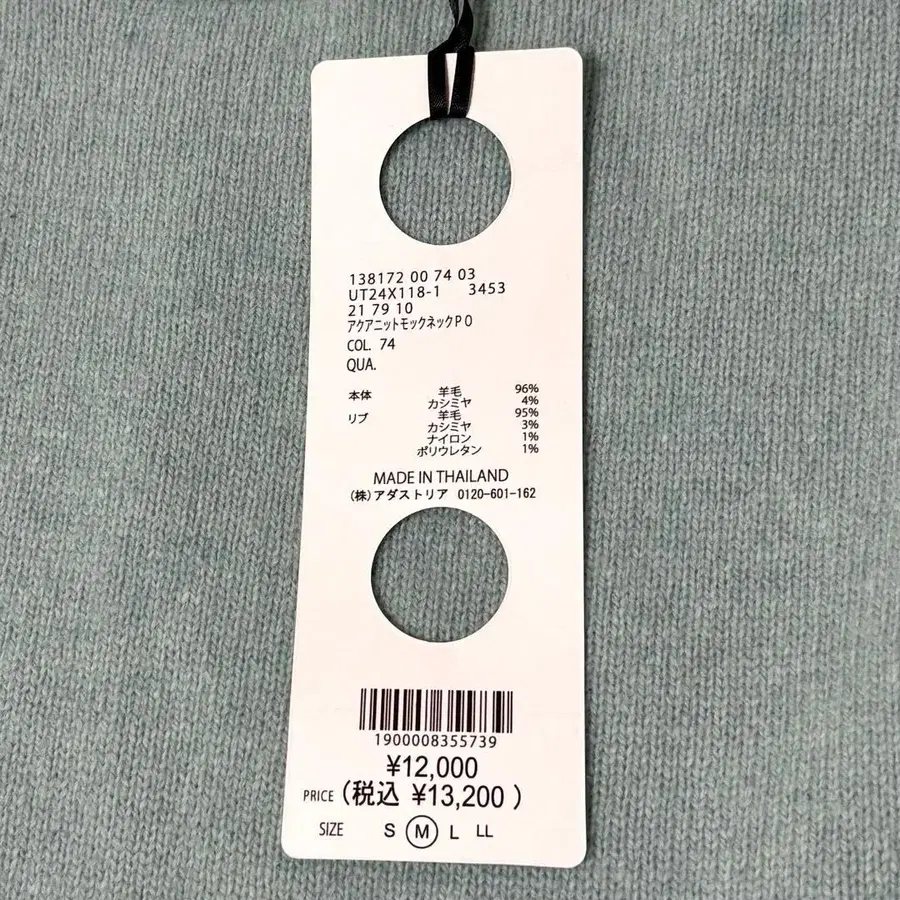 138172 00 74 03
UT24X118-1 3453
21 79 10
アクアニットモックネックPO
COL. 74
QUA.
本体 羊毛 96%
カシミヤ 4%
リブ 羊毛 95%
カシミヤ 3%
ナイロン 1%
ポリウレタン 1%
MADE IN THAILAND
(株)アダストリア 0120-601-162
1900008355739
¥12,000
PRICE (税込 ¥13,200 )
SIZE S M L LL